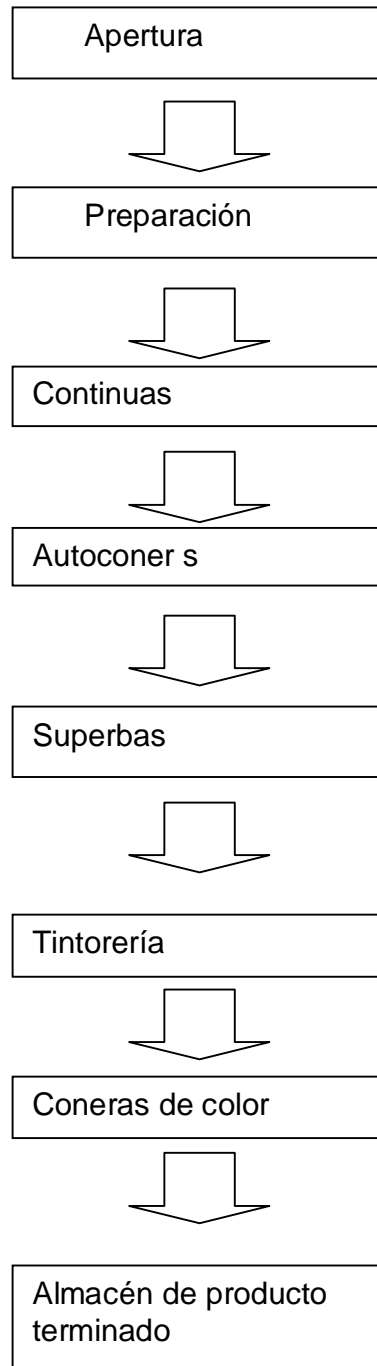 Apertura
Preparación
Continuas
Autoconer s
Superbas
Tintorería
Coneras de color
Almacén de producto
terminado